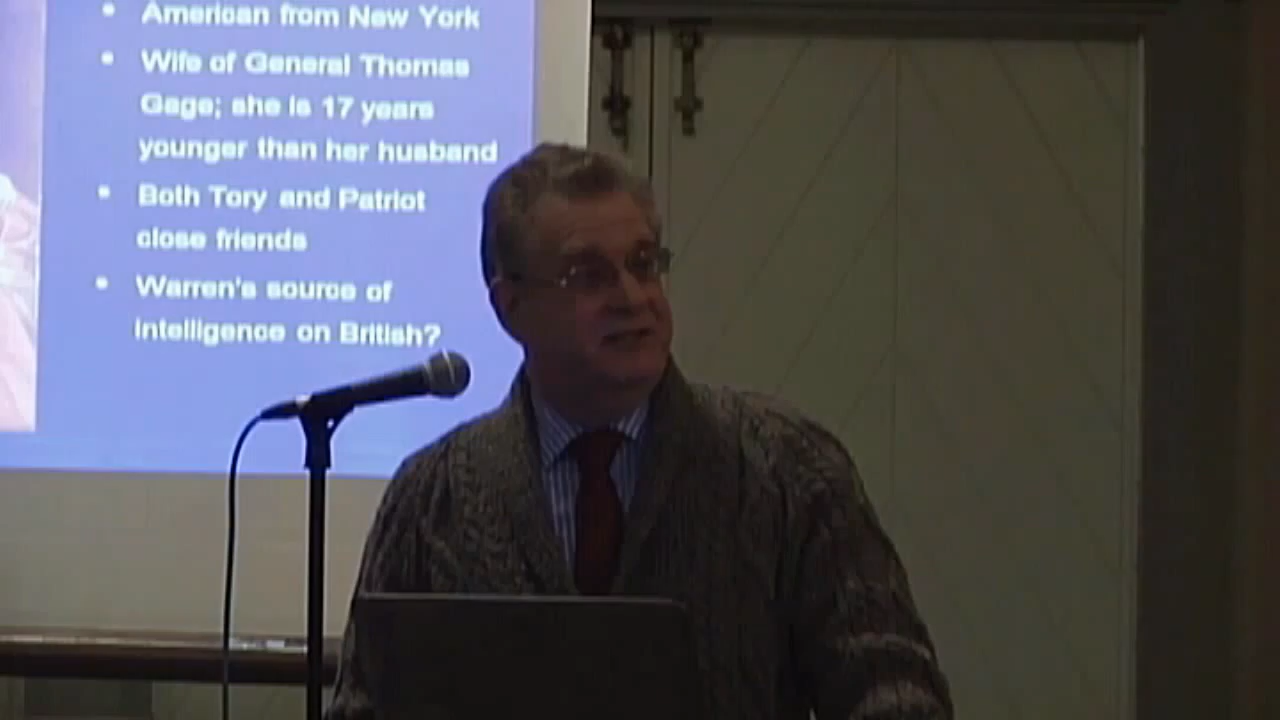 • American from New York
• Wife of General Thomas
Gage; she is 17 years
younger than her husband
• Both Tory and Patriot
close friends
• Warren's source of
intelligence on British?